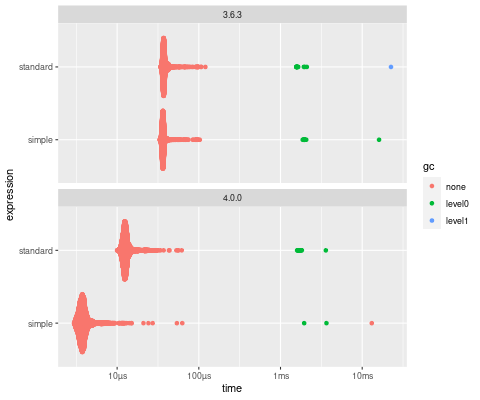 3.6.3
standard
simple
4.0.0
standard
simple
10µs
100µs
1ms
10ms
time
expression
gc
none
level0
level1